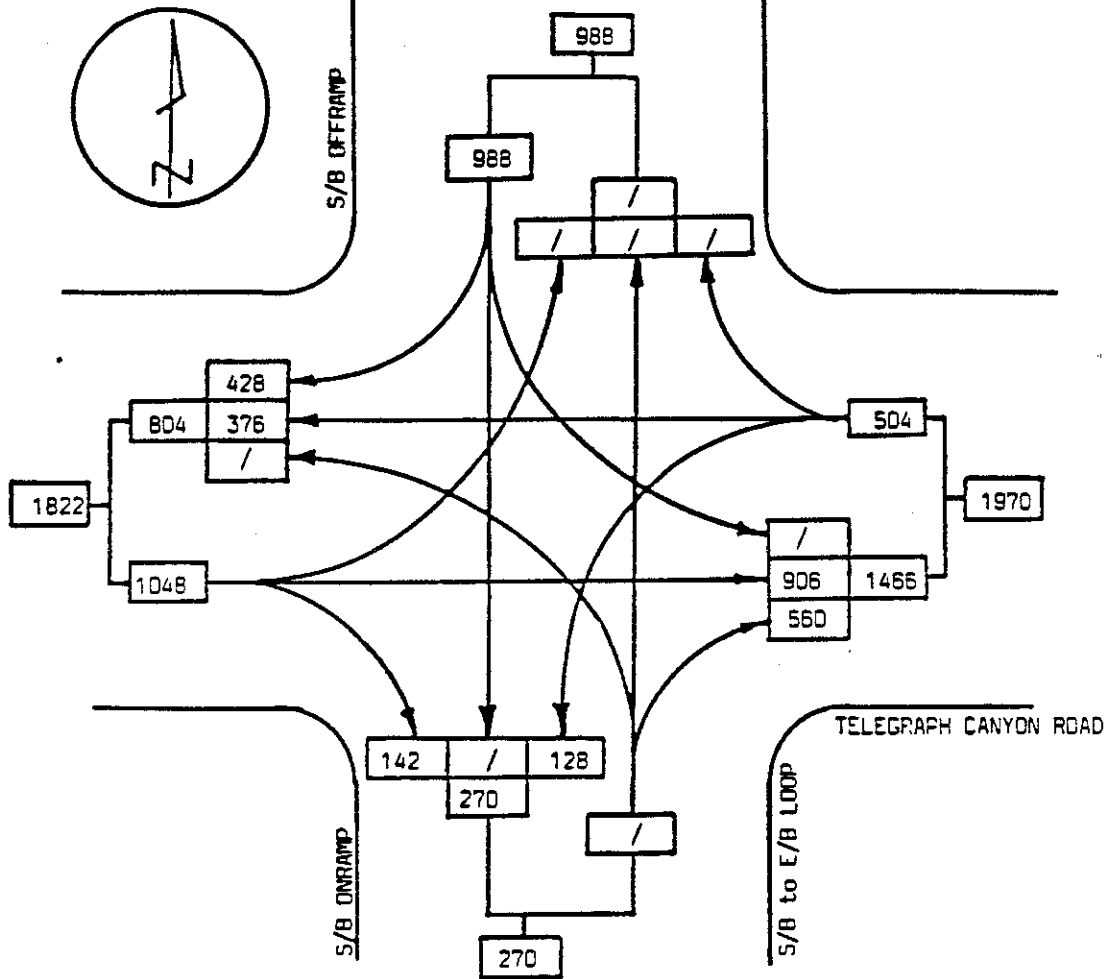 988
S/B OFFRAMP
988
/
/ / /
N
428
804 376
/
504
1822
1970
1048
/
906 1466
560
TELEGRAPH CANYON ROAD
142 / 128
270
/
S/B ONRAMP
S/B to E/B LOOP
270